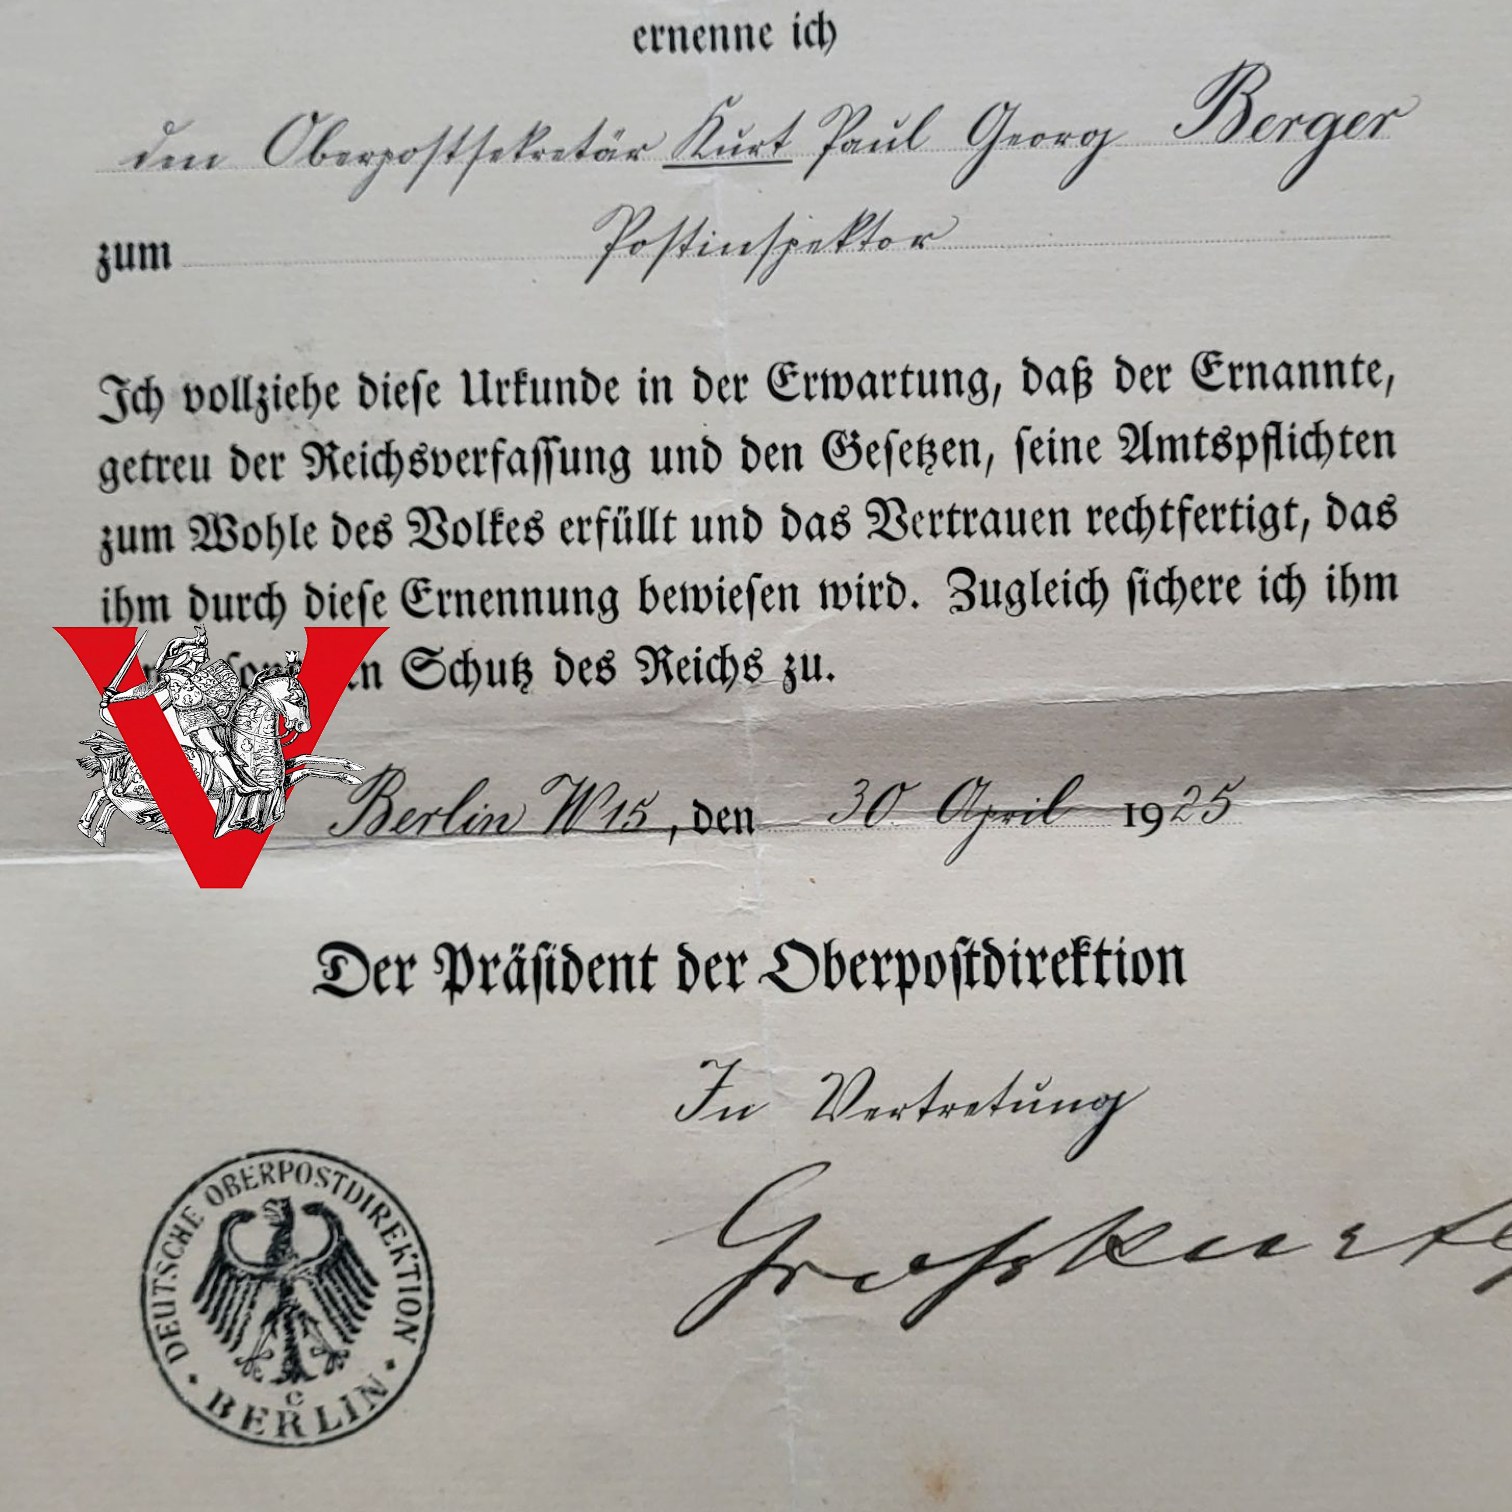 ernenne ich
den Oberpostsekretär Kurt Paul Georg Berger
zum Postinspektor
Ich vollziehe diese Urkunde in der Erwartung, daß der Ernannte,
getreu der Reichsverfassung und den Gesetzen, seine Amtspflichten
zum Wohle des Volkes erfüllt und das Vertrauen rechtfertigt, das
ihm durch diese Ernennung bewiesen wird. Zugleich sichere ich ihm
Schutz des Reichs zu.
V
Berlin W15, den 30 April 1925
Der Präsident der Oberpostdirektion
In Vertretung
DEUTSCHE OBERPOSTDIREKTION
c
BERLIN